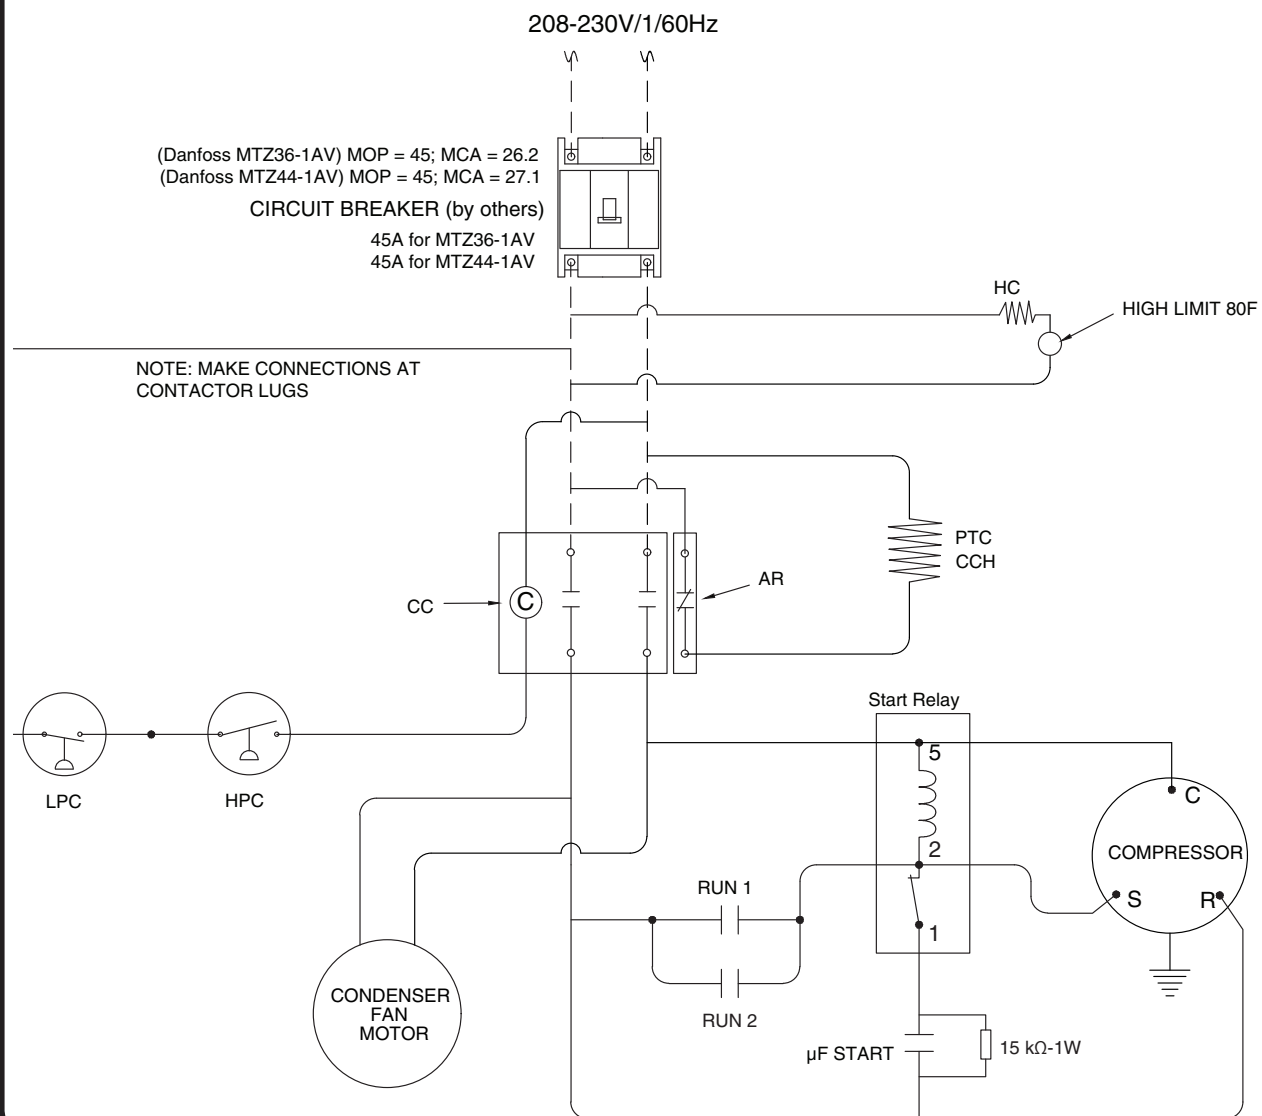 208-230V/1/60Hz
(Danfoss MTZ36-1AV) MOP = 45; MCA = 26.2
(Danfoss MTZ44-1AV) MOP = 45; MCA = 27.1
CIRCUIT BREAKER (by others)
45A for MTZ36-1AV
45A for MTZ44-1AV
HC
HIGH LIMIT 80F
NOTE: MAKE CONNECTIONS AT
CONTACTOR LUGS
PTC
CCH
AR
CC
C
Start Relay
5
C
LPC
HPC
2
COMPRESSOR
RUN 1
S
R
1
CONDENSER
FAN
MOTOR
RUN 2
µF START
15 kΩ-1W